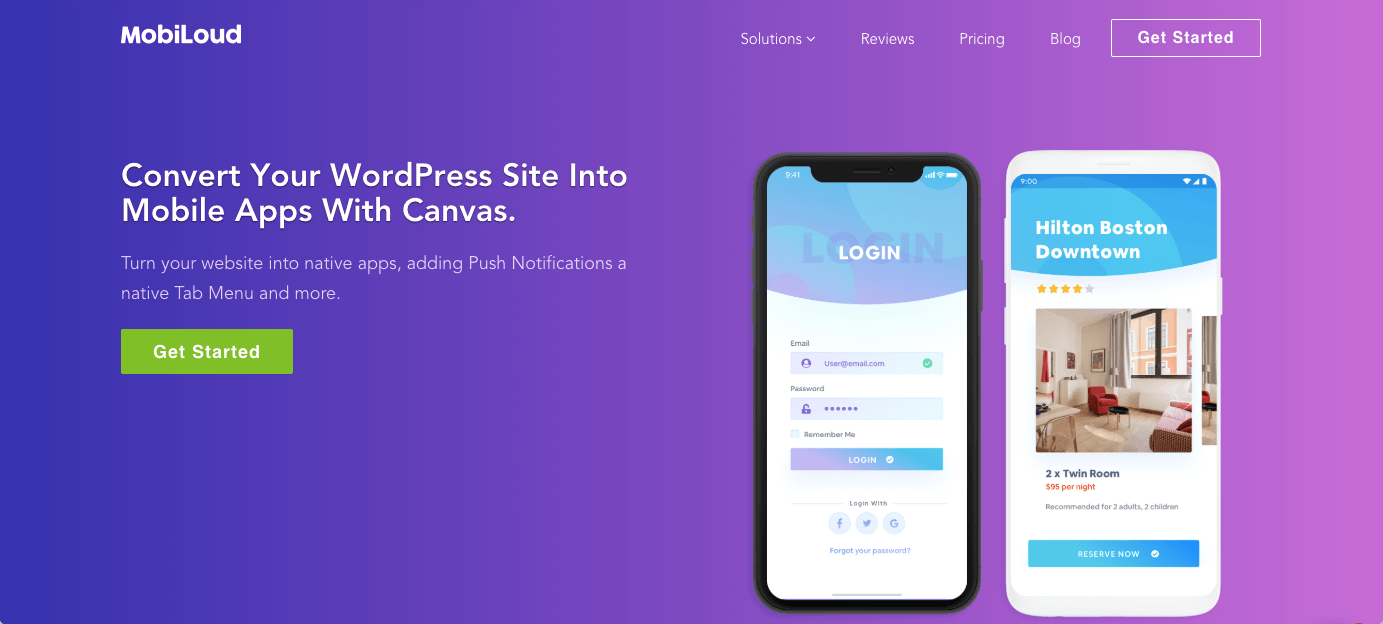 MobiLoud
Solutions
Reviews
Pricing
Blog
Get Started
Convert Your WordPress Site Into
Mobile Apps With Canvas.
Turn your website into native apps, adding Push Notifications a
native Tab Menu and more.
Get Started
9:41
LOGIN
LOGIN
Email
User@email.com
Password
Remember Me
LOGIN
Login With
Forgot your password?
9:00
Hilton Boston
Downtown
2 x Twin Room
$95 per night
Recommended for 2 adults, 2 children
RESERVE NOW